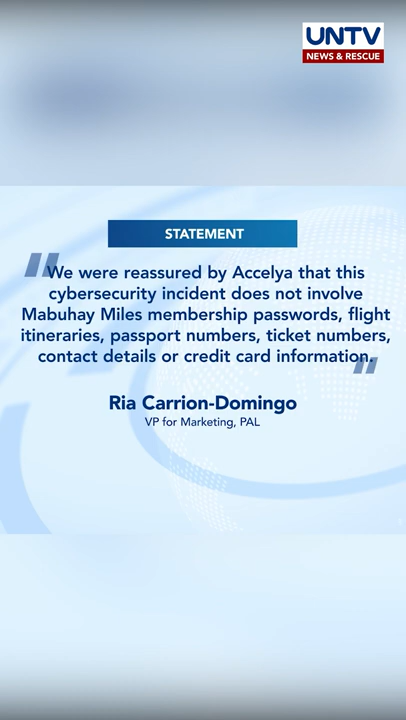 UNTV
NEWS & RESCUE
STATEMENT
"We were reassured by Accelya that this
cybersecurity incident does not involve
Mabuhay Miles membership passwords, flight
itineraries, passport numbers, ticket numbers,
contact details or credit card information."
Ria Carrion-Domingo
VP for Marketing, PAL